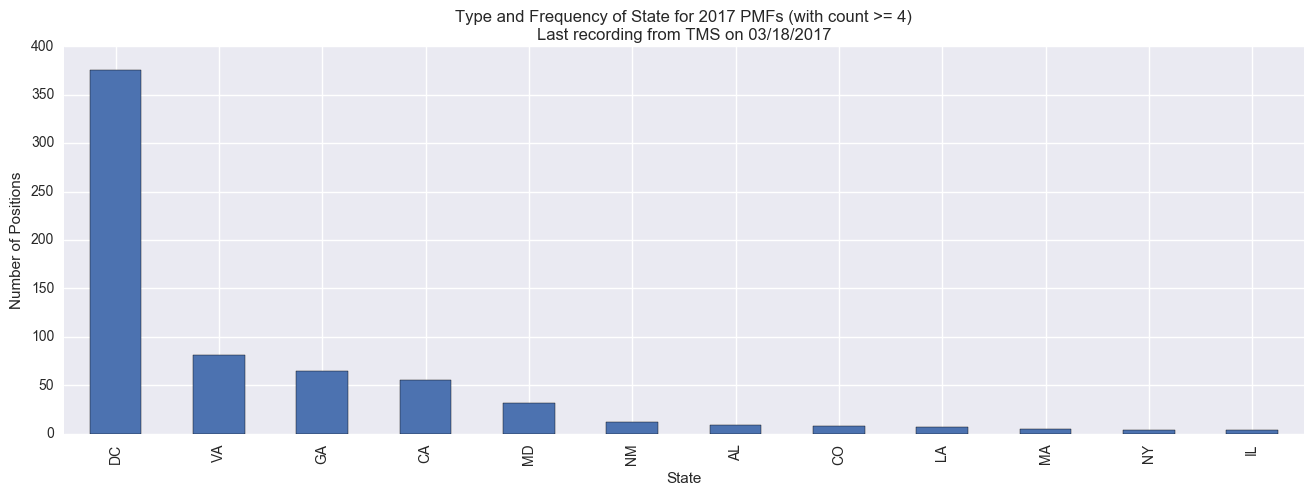 Type and Frequency of State for 2017 PMFs (with count >= 4)
Last recording from TMS on 03/18/2017
400
350
300
250
200
150
100
50
0
Number of Positions
DC
VA
GA
CA
MD
NM
AL
CO
LA
MA
NY
IL
State